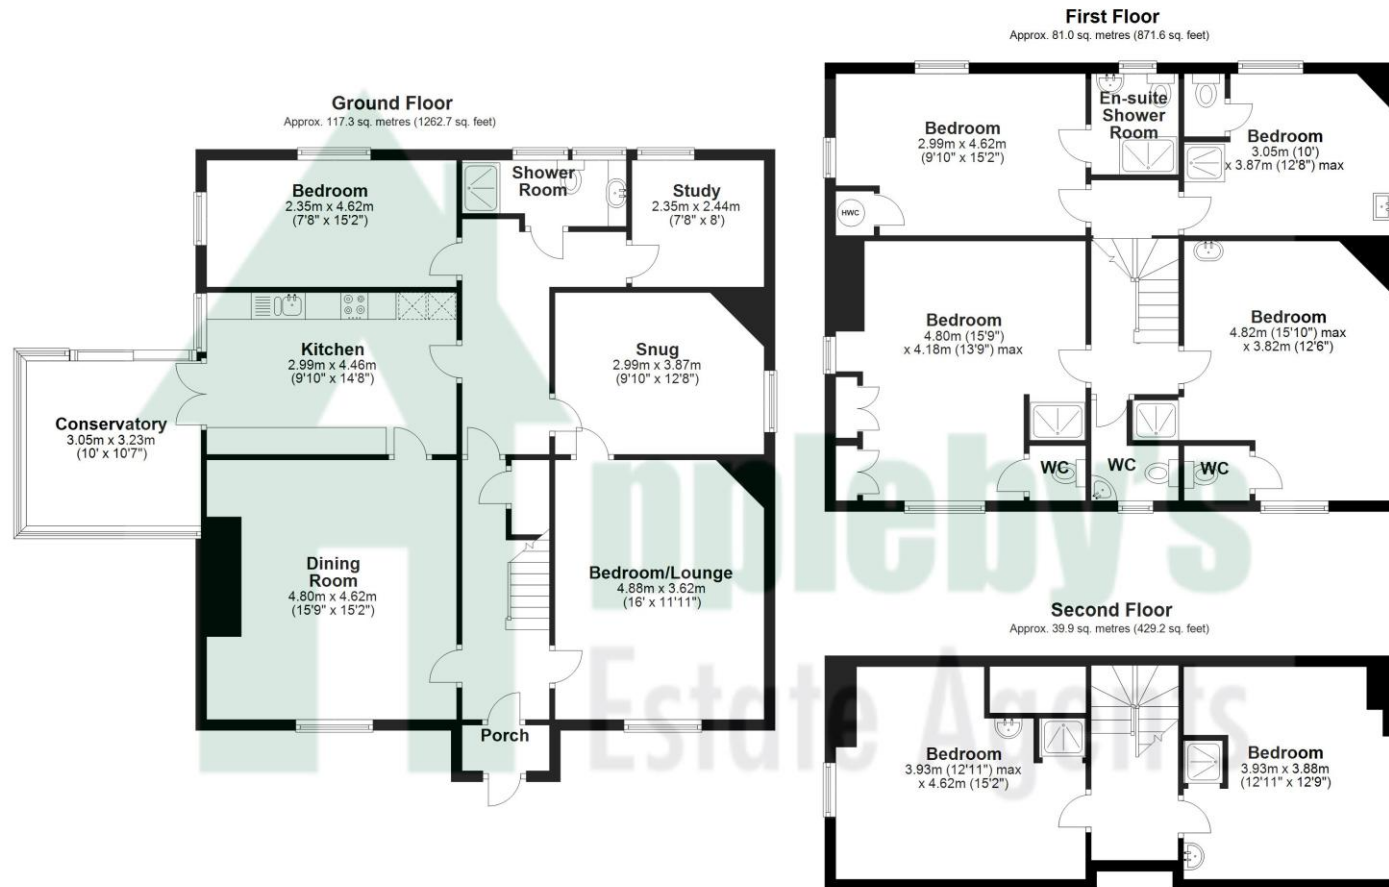 First Floor
Approx. 81.0 sq. metres (871.6 sq. feet)
Bedroom
2.99m x 4.62m
(9'10" x 15'2")
En-suite
Shower
Room
Bedroom
3.05m (10')
x 3.87m (12'8") max
HWC
Bedroom
4.80m (15'9")
x 4.18m (13'9") max
Bedroom
4.82m (15'10") max
x 3.82m (12'6")
WC
WC
WC
Ground Floor
Approx. 117.3 sq. metres (1262.7 sq. feet)
Bedroom
2.35m x 4.62m
(7'8" x 15'2")
Shower
Room
Study
2.35m x 2.44m
(7'8" x 8')
Kitchen
2.99m x 4.46m
(9'10" x 14'8")
Snug
2.99m x 3.87m
(9'10" x 12'8")
Conservatory
3.05m x 3.23m
(10' x 10'7")
Dining
Room
4.80m x 4.62m
(15'9" x 15'2")
Bedroom/Lounge
4.88m x 3.62m
(16' x 11'11")
Porch
Second Floor
Approx. 39.9 sq. metres (429.2 sq. feet)
Bedroom
3.93m (12'11") max
x 4.62m (15'2")
Bedroom
3.93m x 3.88m
(12'11" x 12'9")
Appleby's
Estate Agents